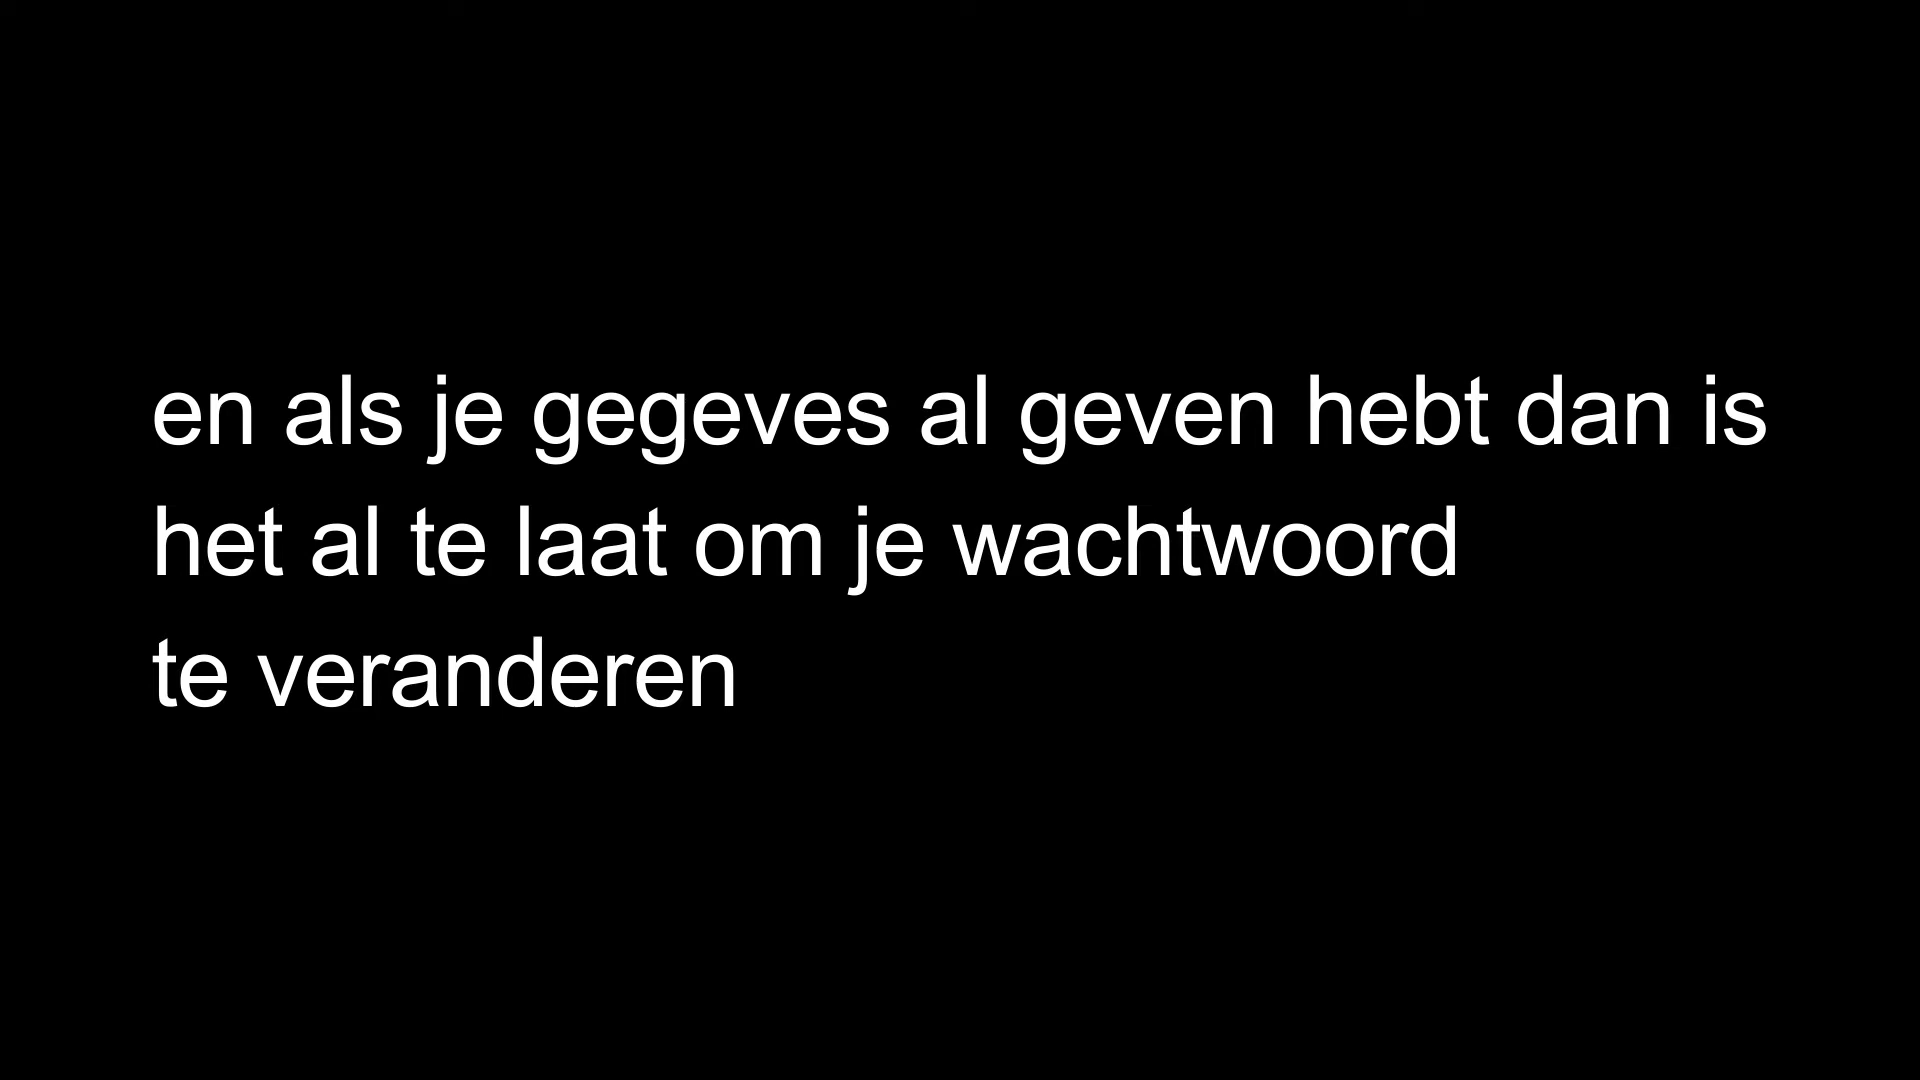 en als je gegeves al geven hebt dan is
het al te laat om je wachtwoord
te veranderen